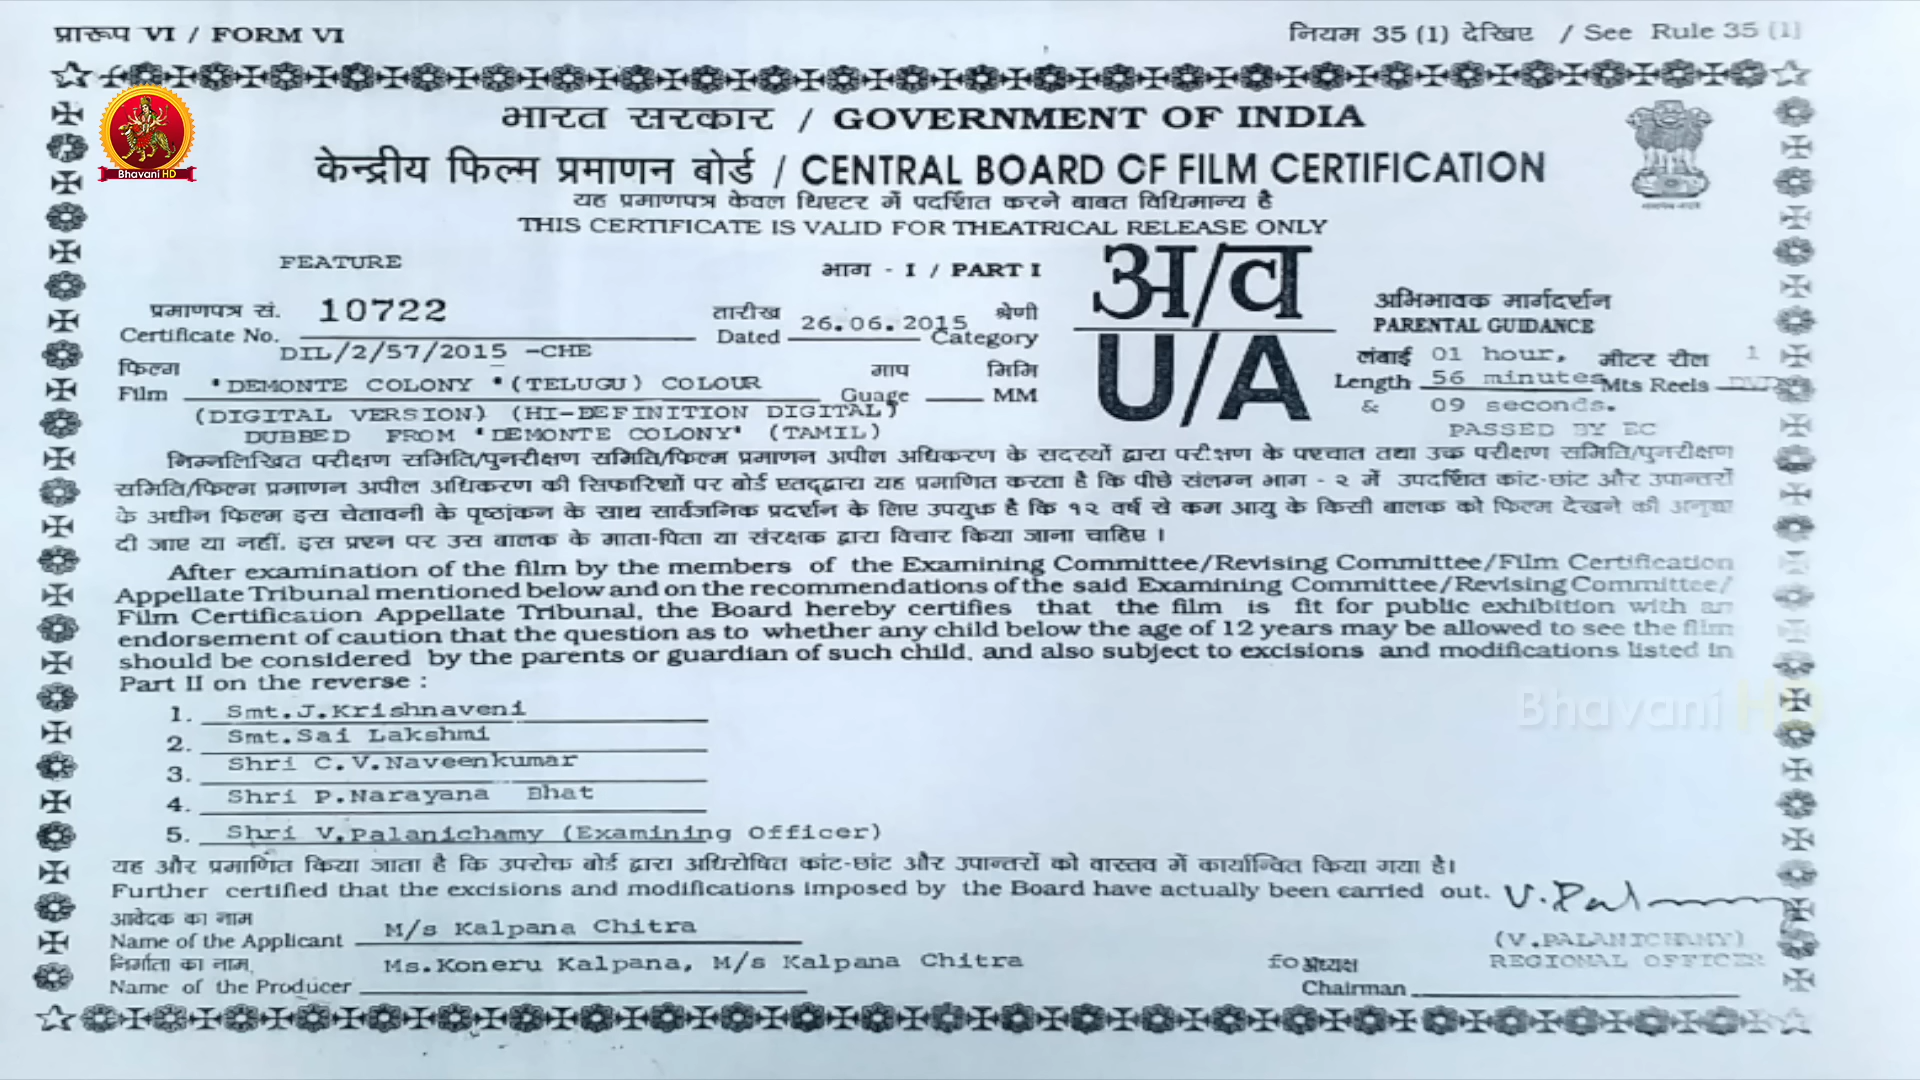 प्रारूप VI / FORM VI
नियम 35 (1) देखिए / See Rule 35 (1)
भारत सरकार / GOVERNMENT OF INDIA
Bhavani HD
केन्द्रीय फिल्म प्रमाणन बोर्ड / CENTRAL BOARD OF FILM CERTIFICATION
यह प्रमाणपत्र केवल थिएटर में प्रदर्शित करने बाबत विधिमान्य है
THIS CERTIFICATE IS VALID FOR THEATRICAL RELEASE ONLY
FEATURE
भाग - I / PART I
अ/व
U/A
प्रमाणपत्र सं. 10722
Certificate No.
तारीख
Dated 26.06.2015
श्रेणी
Category
अभिभावक मार्गदर्शन
PARENTAL GUIDANCE
DIL/2/57/2015 -CHE
फिल्म
Film 'DEMONTE COLONY '(TELUGU) COLOUR
माप मिमि
Guage MM
लंबाई 01 hour, मीटर रील 1
Length 56 minutes Mts Reels
& 09 seconds.
(DIGITAL VERSION) (HI-DEFINITION DIGITAL)
DUBBED FROM 'DEMONTE COLONY' (TAMIL)
PASSED BY EC
निम्नलिखित परीक्षण समिति/पुनरीक्षण समिति/फिल्म प्रमाणन अपील अधिकरण के सदस्यों द्वारा परीक्षण के पश्चात तथा उक्त परीक्षण समिति/पुनरीक्षण
समिति/फिल्म प्रमाणन अपील अधिकरण की सिफारिशों पर बोर्ड एतद्द्वारा यह प्रमाणित करता है कि पीछे संलग्न भाग - २ में उपदर्शित कांट-छांट और उपान्तरों
के अधीन फिल्म इस चेतावनी के पृष्ठांकन के साथ सार्वजनिक प्रदर्शन के लिए उपयुक्त है कि १२ वर्ष से कम आयु के किसी बालक को फिल्म देखने की अनुज्ञा
दी जाए या नहीं, इस प्रश्न पर उस बालक के माता-पिता या संरक्षक द्वारा विचार किया जाना चाहिए ।
After examination of the film by the members of the Examining Committee/Revising Committee/Film Certification
Appellate Tribunal mentioned below and on the recommendations of the said Examining Committee/Revising Committee/
Film Certification Appellate Tribunal, the Board hereby certifies that the film is fit for public exhibition with an
endorsement of caution that the question as to whether any child below the age of 12 years may be allowed to see the film
should be considered by the parents or guardian of such child, and also subject to excisions and modifications listed in
Part II on the reverse :
1. Smt.J.Krishnaveni
2. Smt.Sai Lakshmi
3. Shri C.V.Naveenkumar
4. Shri P.Narayana Bhat
5. Shri V.Palanichamy (Examining Officer)
Bhavani HD
यह और प्रमाणित किया जाता है कि उपरोक्त बोर्ड द्वारा अधिरोपित कांट-छांट और उपान्तरों को वास्तव में कार्यान्वित किया गया है।
Further certified that the excisions and modifications imposed by the Board have actually been carried out.
आवेदक का नाम
Name of the Applicant M/s Kalpana Chitra
निर्माता का नाम
Name of the Producer Ms.Koneru Kalpana, M/s Kalpana Chitra
(V.PALANICHAMY)
REGIONAL OFFICER
fo अध्यक्ष
Chairman